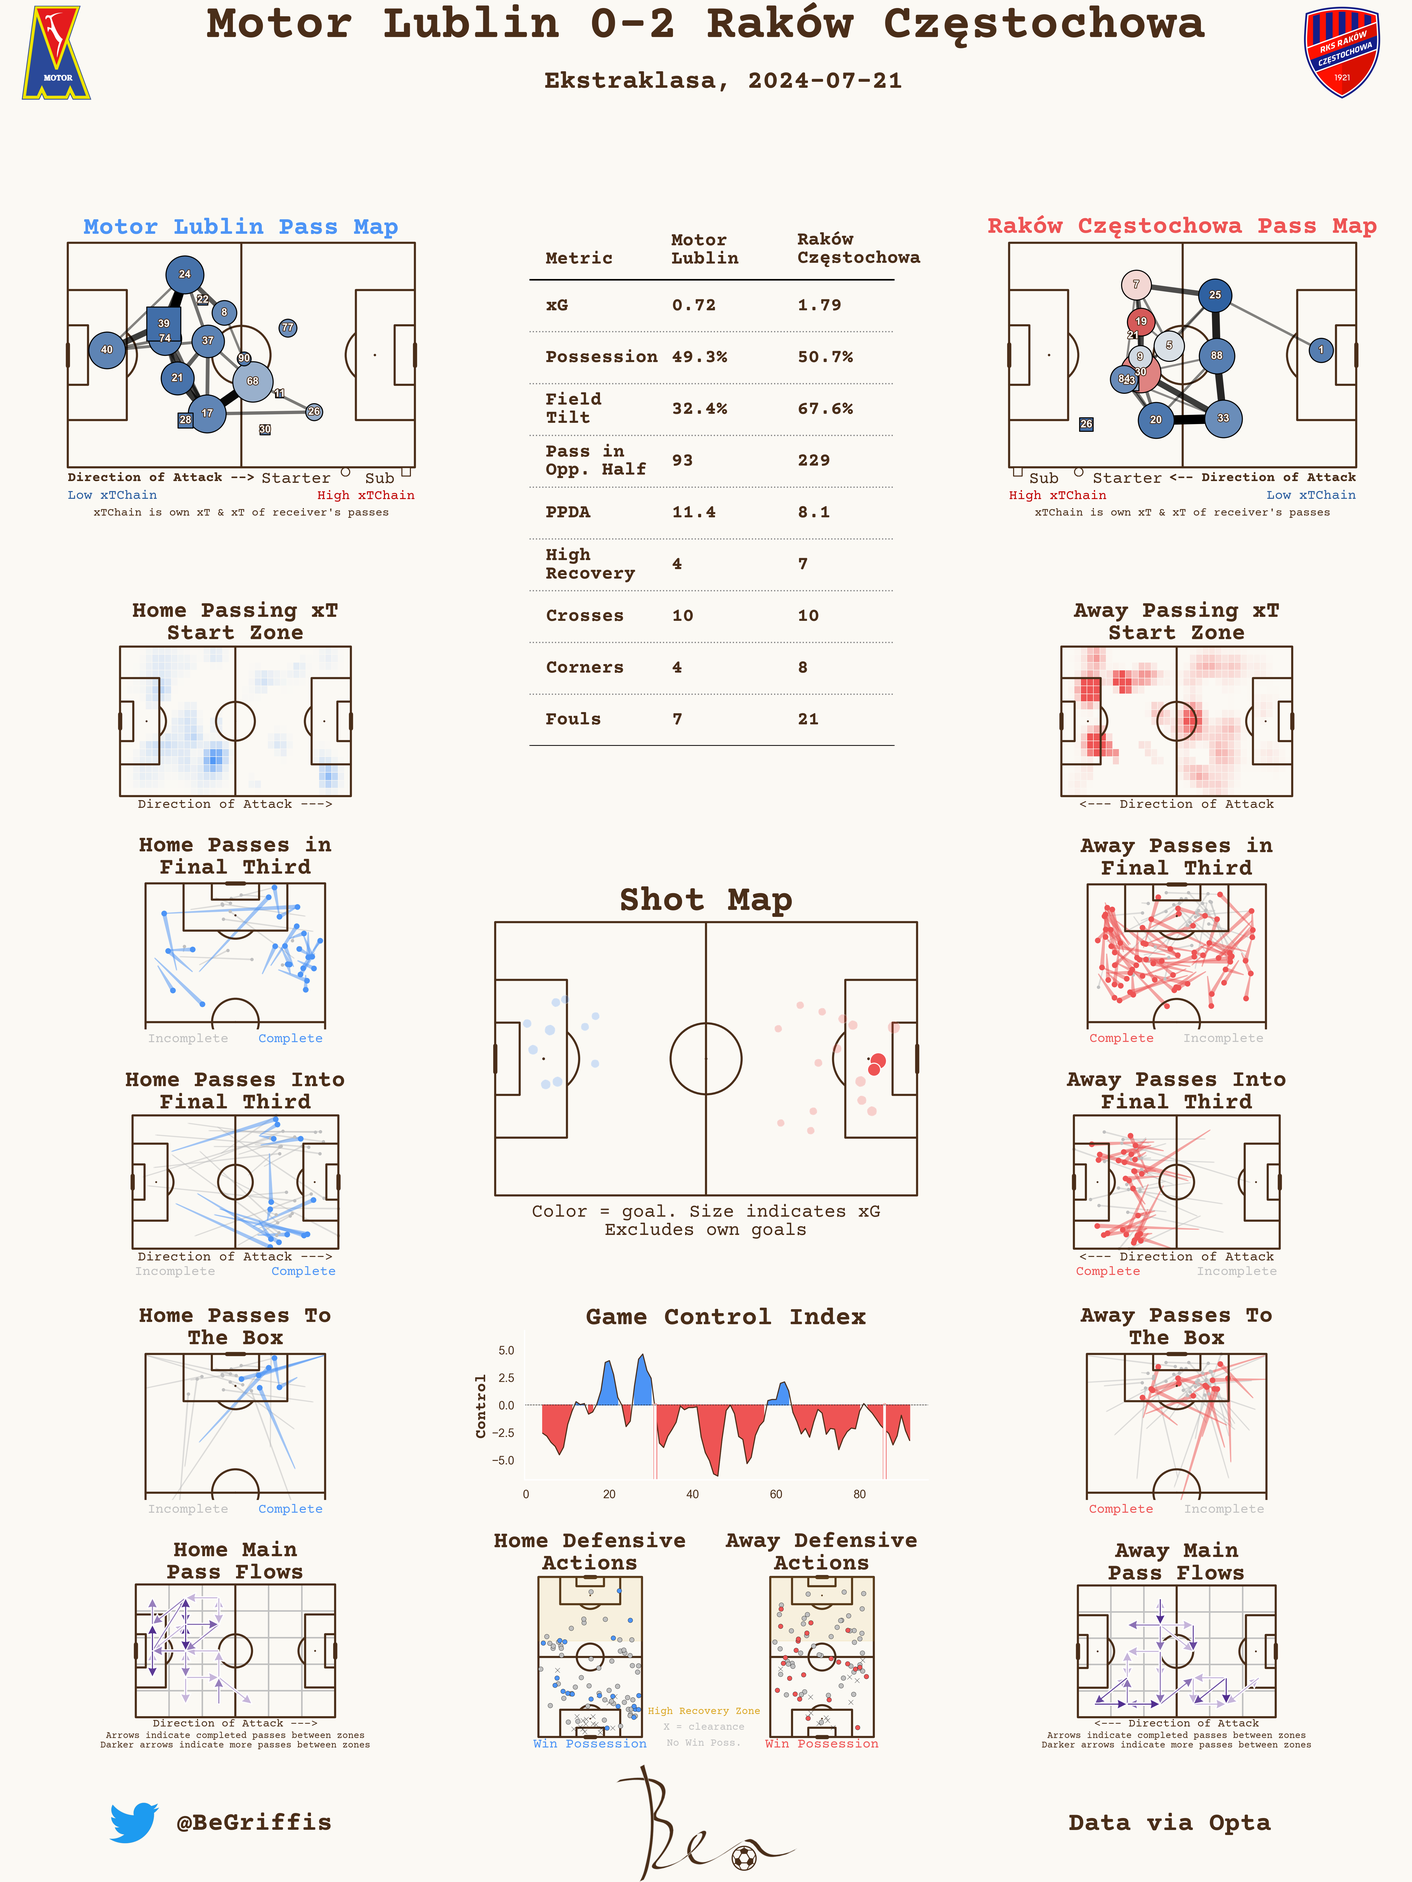 Motor Lublin 0-2 Raków Częstochowa
Ekstraklasa, 2024-07-21
MOTOR
RKS RAKÓW
CZĘSTOCHOWA
1921
Motor Lublin Pass Map
24
22
8
39
74
37
77
40
90
21
68
11
17
26
28
30
Direction of Attack --> Starter Sub
Low xTChain High xTChain
xTChain is own xT & xT of receiver's passes
Metric Motor Lublin Raków Częstochowa
xG 0.72 1.79
Possession 49.3% 50.7%
Field Tilt 32.4% 67.6%
Pass in Opp. Half 93 229
PPDA 11.4 8.1
High Recovery 4 7
Crosses 10 10
Corners 4 8
Fouls 7 21
Raków Częstochowa Pass Map
7
25
19
21
5
9
88
1
30
84
23
20
33
26
Sub Starter <-- Direction of Attack
High xTChain Low xTChain
xTChain is own xT & xT of receiver's passes
Home Passing xT
Start Zone
Direction of Attack --->
Away Passing xT
Start Zone
<--- Direction of Attack
Home Passes in
Final Third
Incomplete Complete
Away Passes in
Final Third
Complete Incomplete
Shot Map
Color = goal. Size indicates xG
Excludes own goals
Home Passes Into
Final Third
Direction of Attack --->
Incomplete Complete
Away Passes Into
Final Third
<--- Direction of Attack
Complete Incomplete
Home Passes To
The Box
Incomplete Complete
Game Control Index
Control
5.0
2.5
0.0
−2.5
−5.0
0 20 40 60 80
Away Passes To
The Box
Complete Incomplete
Home Main
Pass Flows
Direction of Attack --->
Arrows indicate completed passes between zones
Darker arrows indicate more passes between zones
Home Defensive
Actions
Win Possession
Away Defensive
Actions
Win Possession
High Recovery Zone
X = clearance
No Win Poss.
Away Main
Pass Flows
<--- Direction of Attack
Arrows indicate completed passes between zones
Darker arrows indicate more passes between zones
@BeGriffis
Ben
Data via Opta